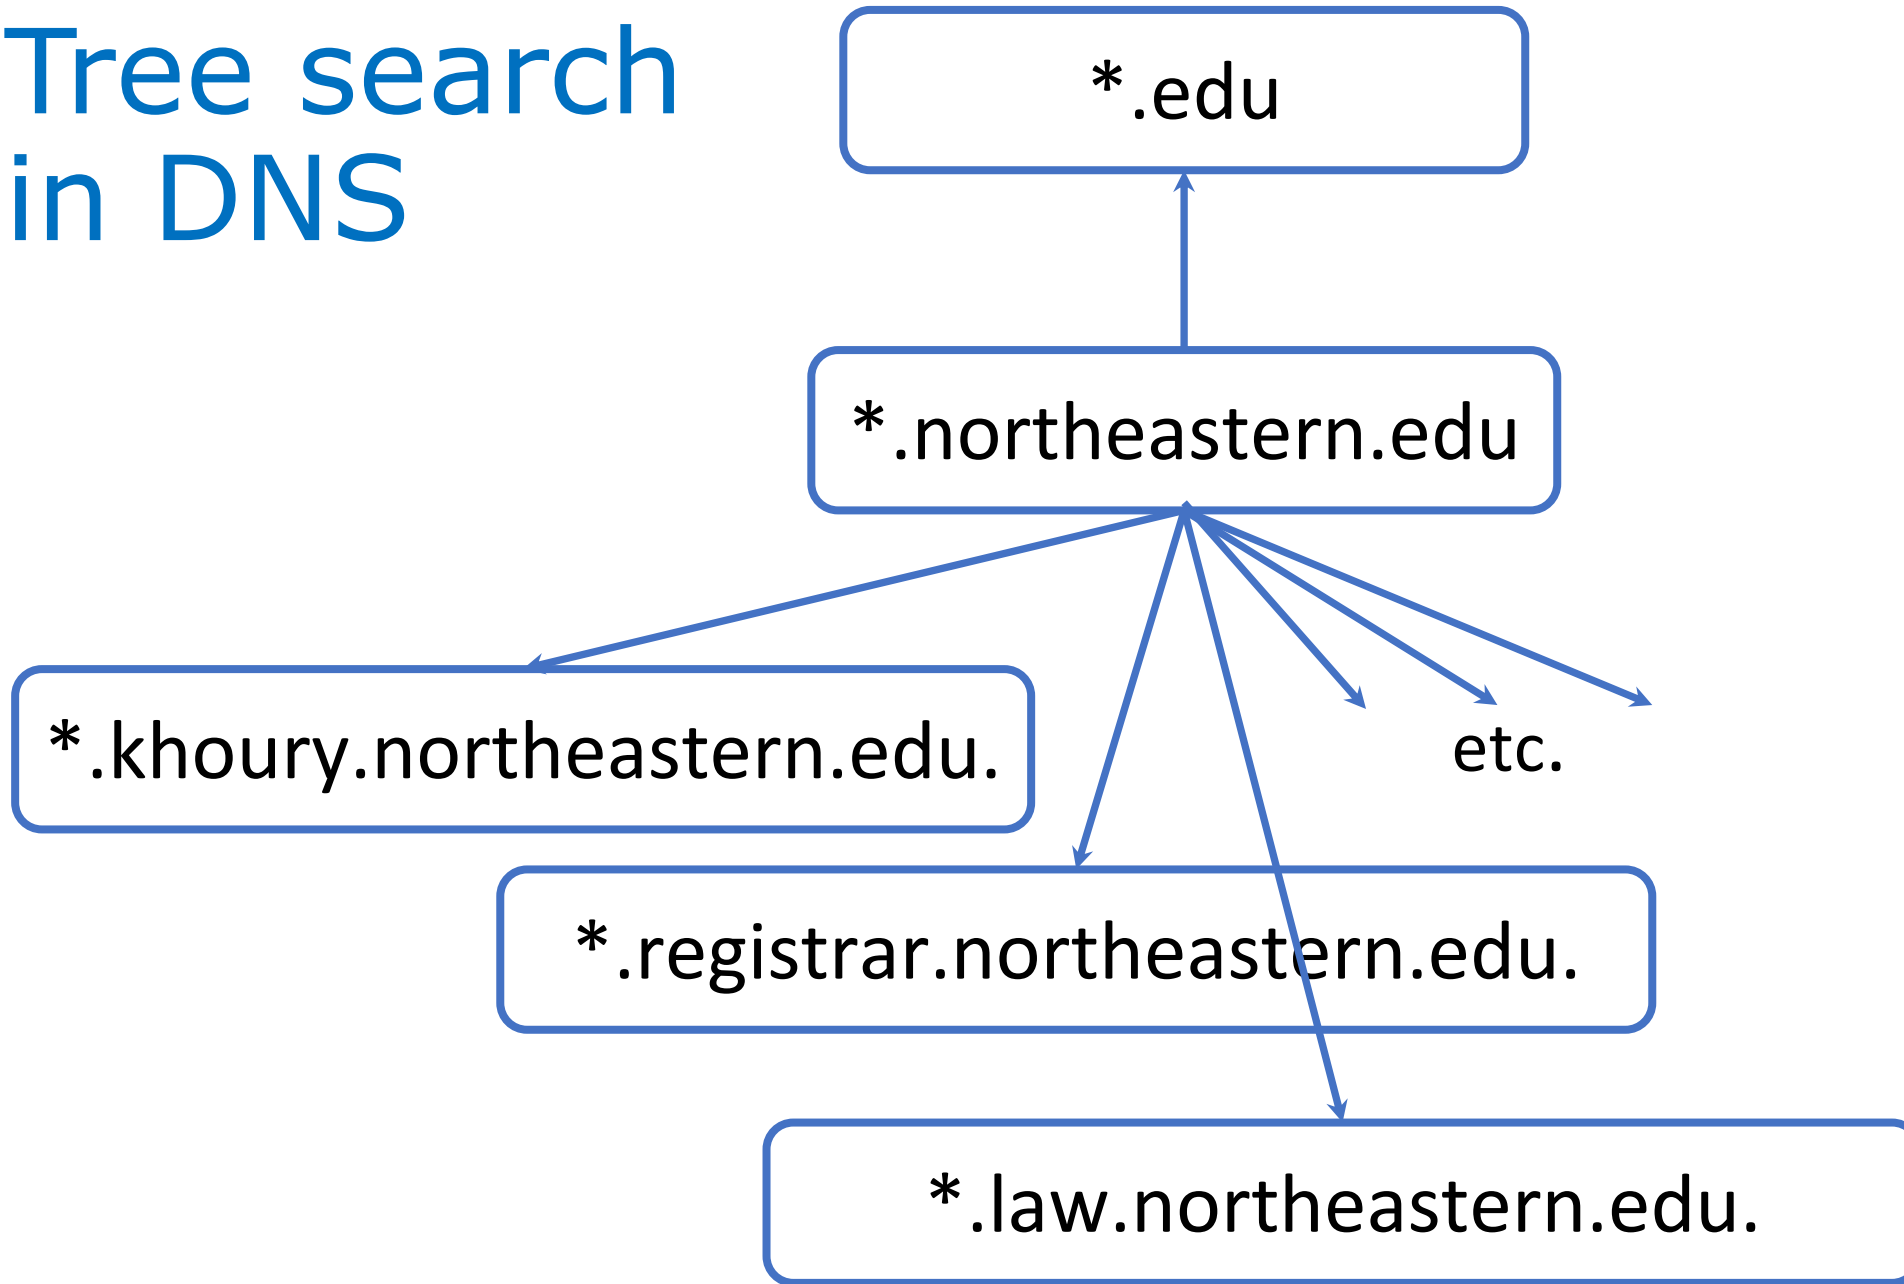 Tree search
in DNS
*.edu
*.northeastern.edu
*.khoury.northeastern.edu.
etc.
*.registrar.northeastern.edu.
*.law.northeastern.edu.